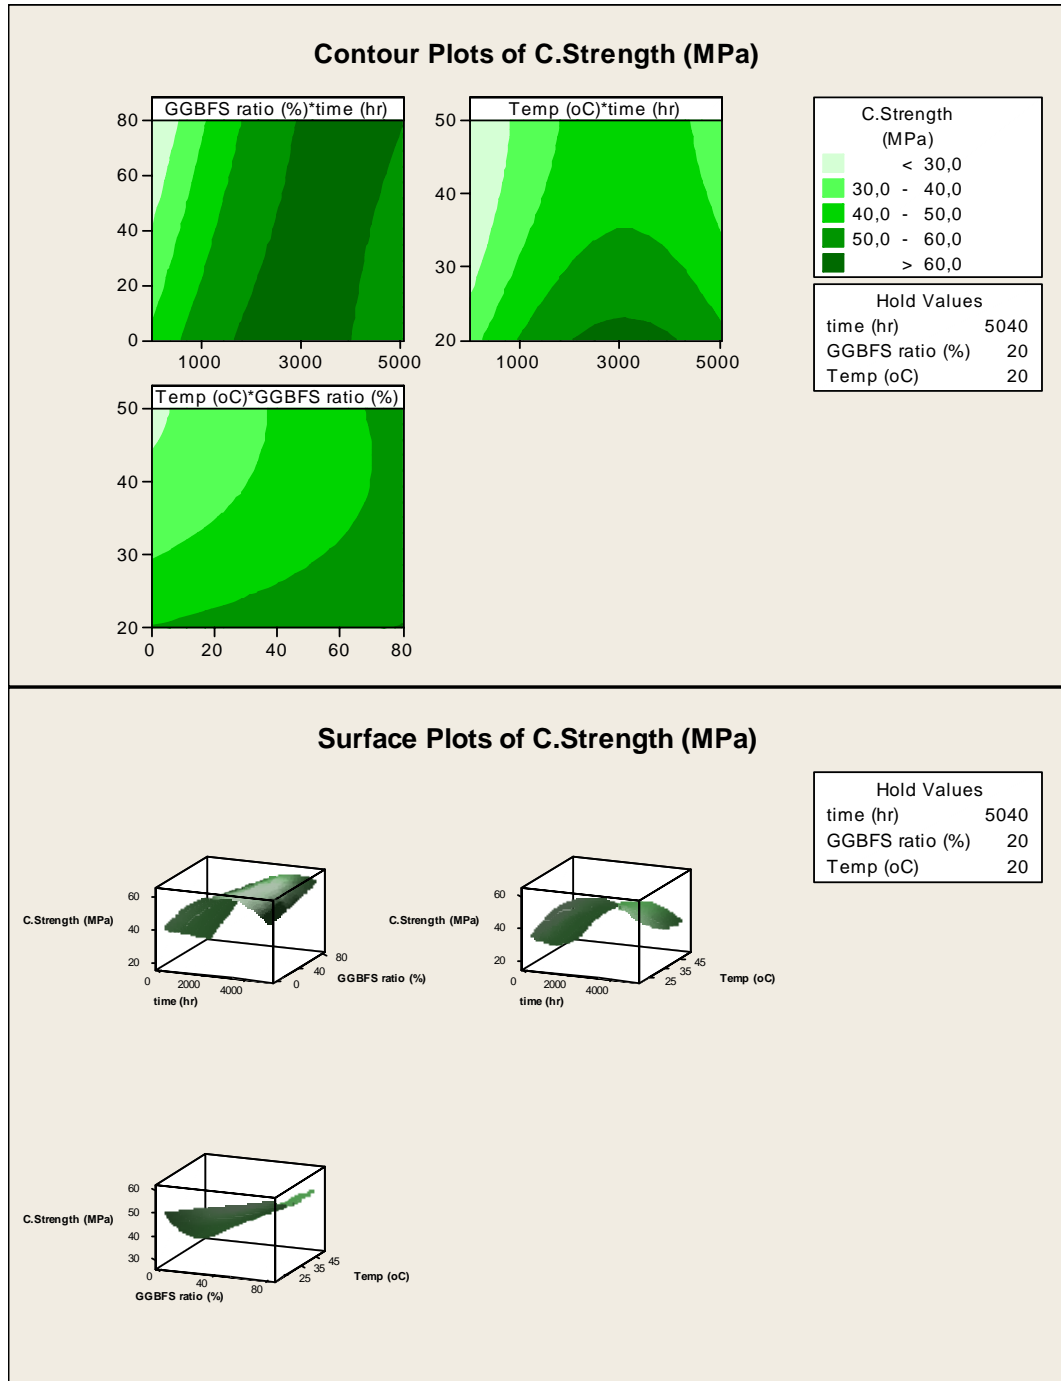 Contour Plots of C.Strength (MPa)
GGBFS ratio (%)*time (hr)
80
60
40
20
0
1000 3000 5000
Temp (oC)*time (hr)
50
40
30
20
1000 3000 5000
C.Strength
(MPa)
< 30,0
30,0 - 40,0
40,0 - 50,0
50,0 - 60,0
> 60,0
Hold Values
time (hr) 5040
GGBFS ratio (%) 20
Temp (oC) 20
Temp (oC)*GGBFS ratio (%)
50
40
30
20
0 20 40 60 80
Surface Plots of C.Strength (MPa)
Hold Values
time (hr) 5040
GGBFS ratio (%) 20
Temp (oC) 20
60
C.Strength (MPa)
40
20
0 2000 4000
time (hr)
0 40 80
GGBFS ratio (%)
60
C.Strength (MPa)
40
20
0 2000 4000
time (hr)
25 35 45
Temp (oC)
60
50
C.Strength (MPa)
40
30
0 40 80
GGBFS ratio (%)
25 35 45
Temp (oC)